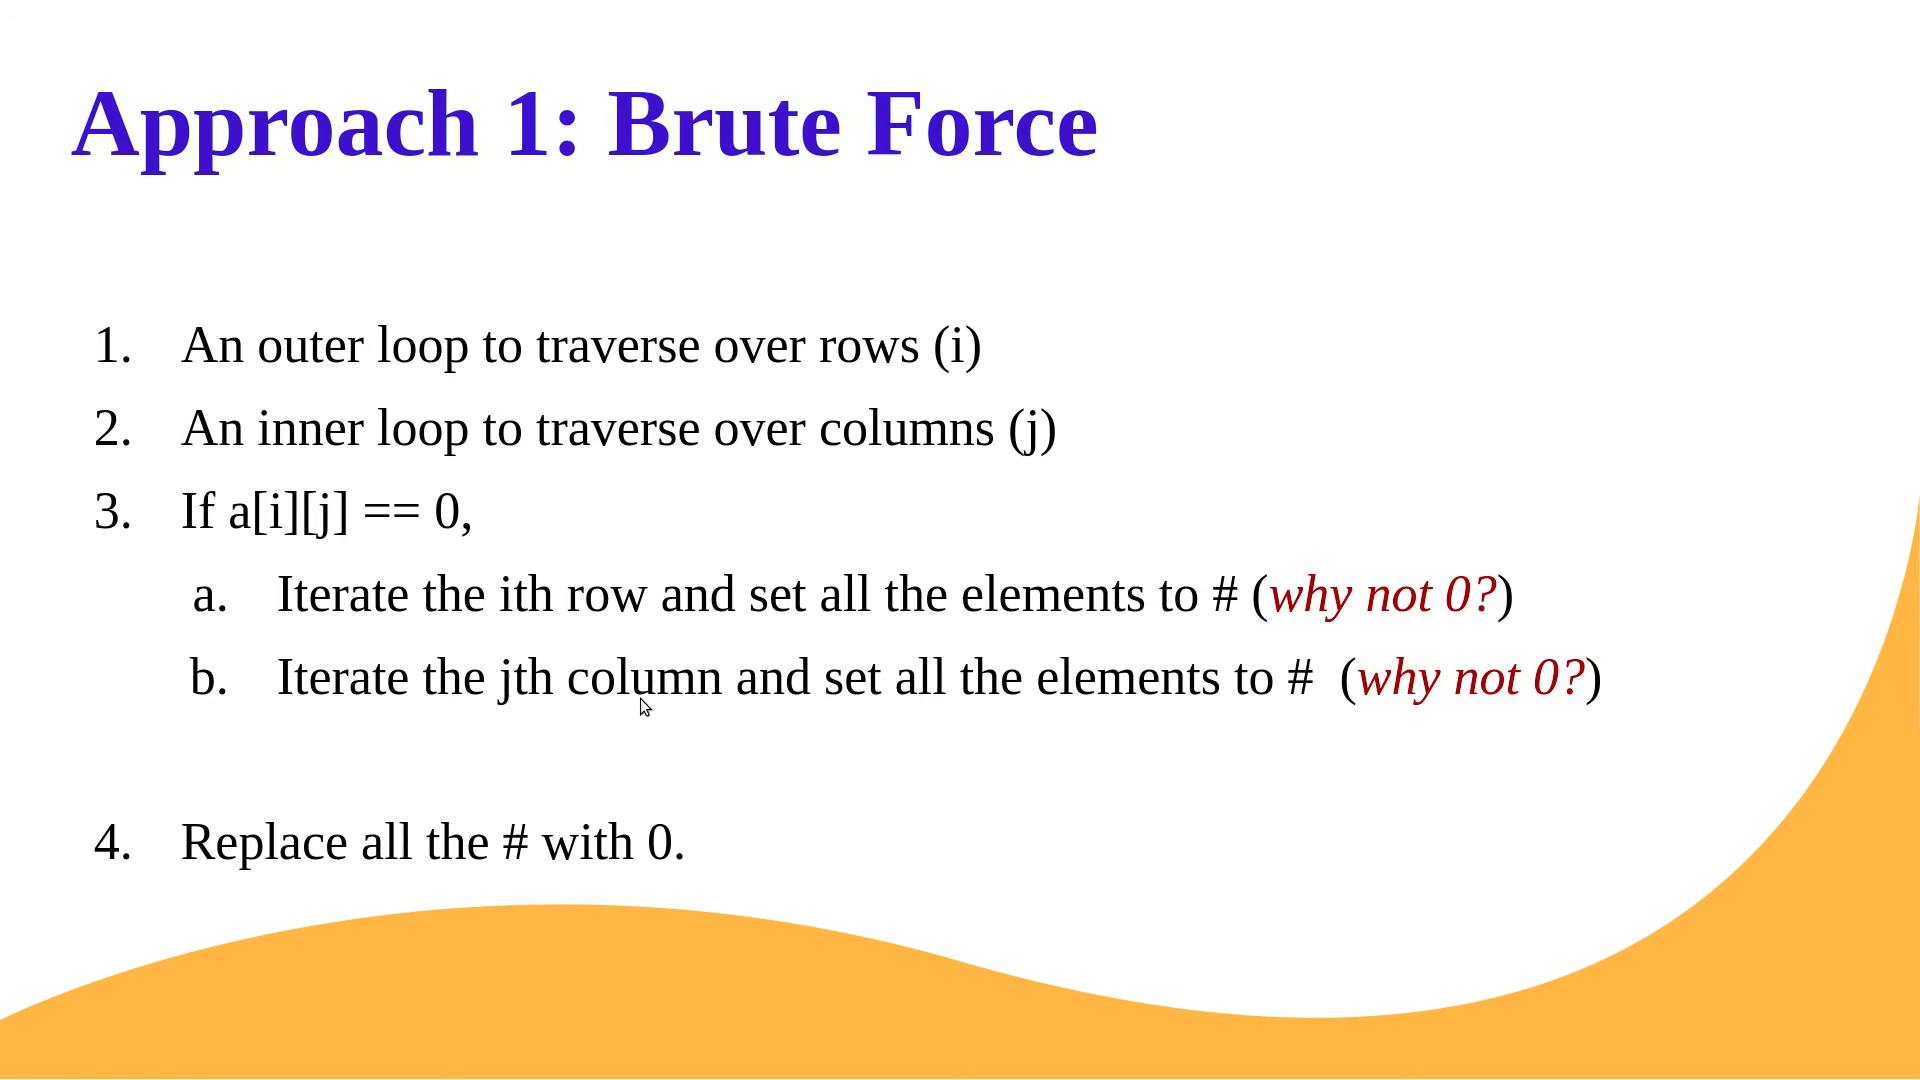 Approach 1: Brute Force
1. An outer loop to traverse over rows (i)
2. An inner loop to traverse over columns (j)
3. If a[i][j] == 0,
a. Iterate the ith row and set all the elements to # (why not 0?)
b. Iterate the jth column and set all the elements to # (why not 0?)
4. Replace all the # with 0.